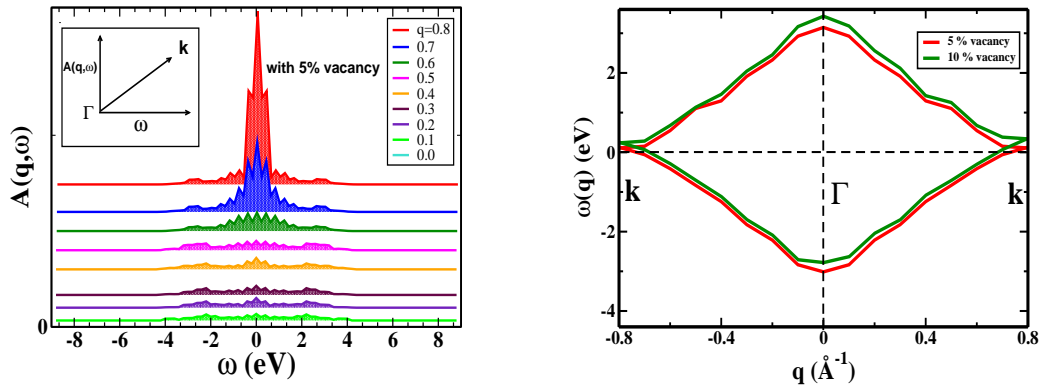 A(q,ω)
k
Γ
ω
with 5% vacancy
q=0.8
0.7
0.6
0.5
0.4
0.3
0.2
0.1
0.0
A(q,ω)
0
-8 -6 -4 -2 0 2 4 6 8
ω (eV)
5 % vacancy
10 % vacancy
ω(q) (eV)
2
0
-2
-4
k
Γ
k
-0.8 -0.4 0 0.4 0.8
q (Å⁻¹)